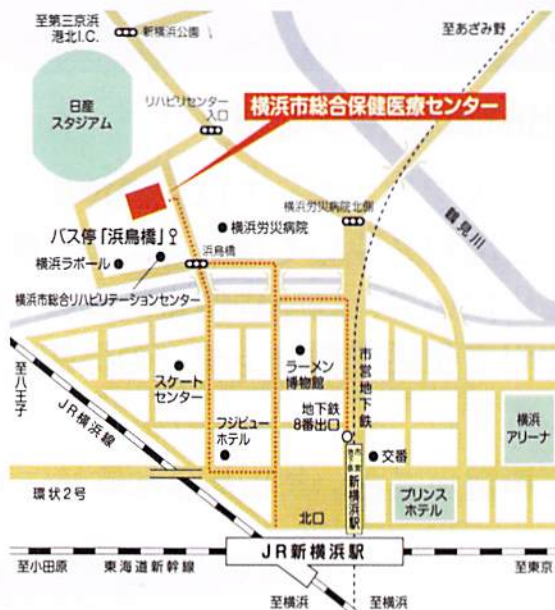 至第三京浜
港北I.C.
新横浜公園
至あざみ野
日産
スタジアム
リハビリセンター
入口
横浜市総合保健医療センター
鶴見川
横浜労災病院北側
横浜労災病院
バス停「浜鳥橋」
浜鳥橋
横浜ラポール
横浜市総合リハビリテーションセンター
市営地下鉄
至八王子
JR横浜線
スケート
センター
ラーメン
博物館
地下鉄
8番出口
フジビュー
ホテル
横浜
アリーナ
交番
市営地下鉄
新横浜駅
プリンス
ホテル
環状2号
北口
JR新横浜駅
至小田原
東海道新幹線
至東京
至横浜
至横浜